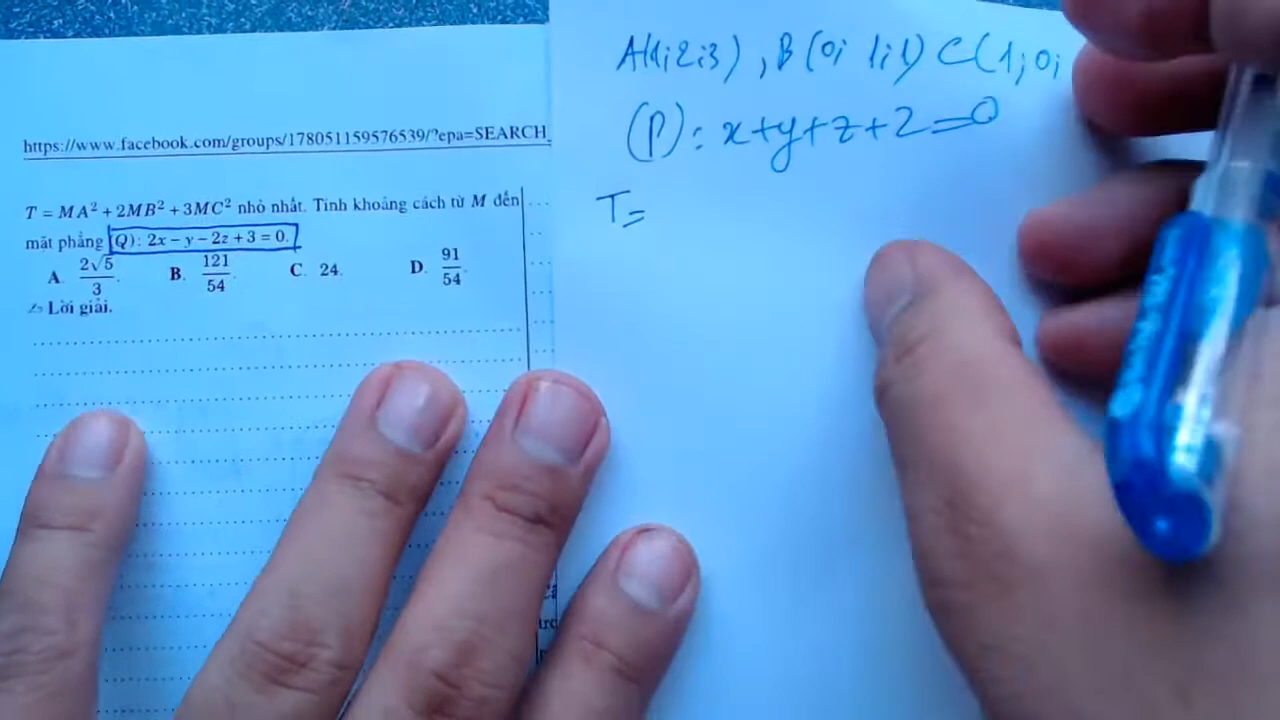 https://www.facebook.com/groups/178051159576539/?epa=SEARCH_
T = MA² + 2MB² + 3MC² nhỏ nhất. Tính khoảng cách từ M đến
mặt phẳng (Q): 2x − y − 2z + 3 = 0.
A. 2√5/3. B. 121/54. C. 24. D. 91/54.
Lời giải.
A(1;2;3), B(0; 1;1) C(1;0;
(P): x+y+z+2=0
T=